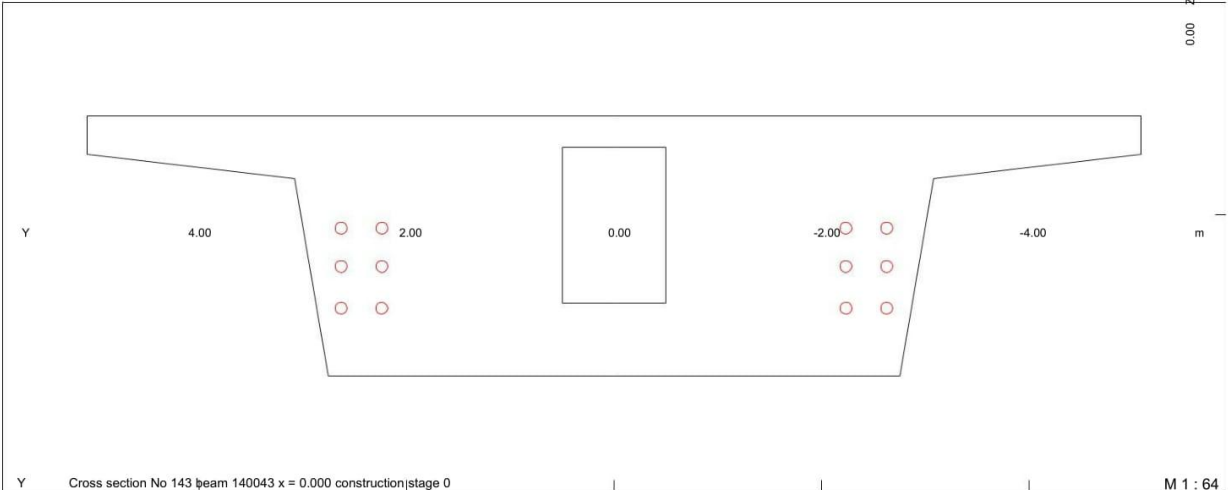 0.00
Y 4.00 2.00 0.00 -2.00 -4.00 m
Y Cross section No 143 beam 140043 x = 0.000 construction stage 0 M 1 : 64